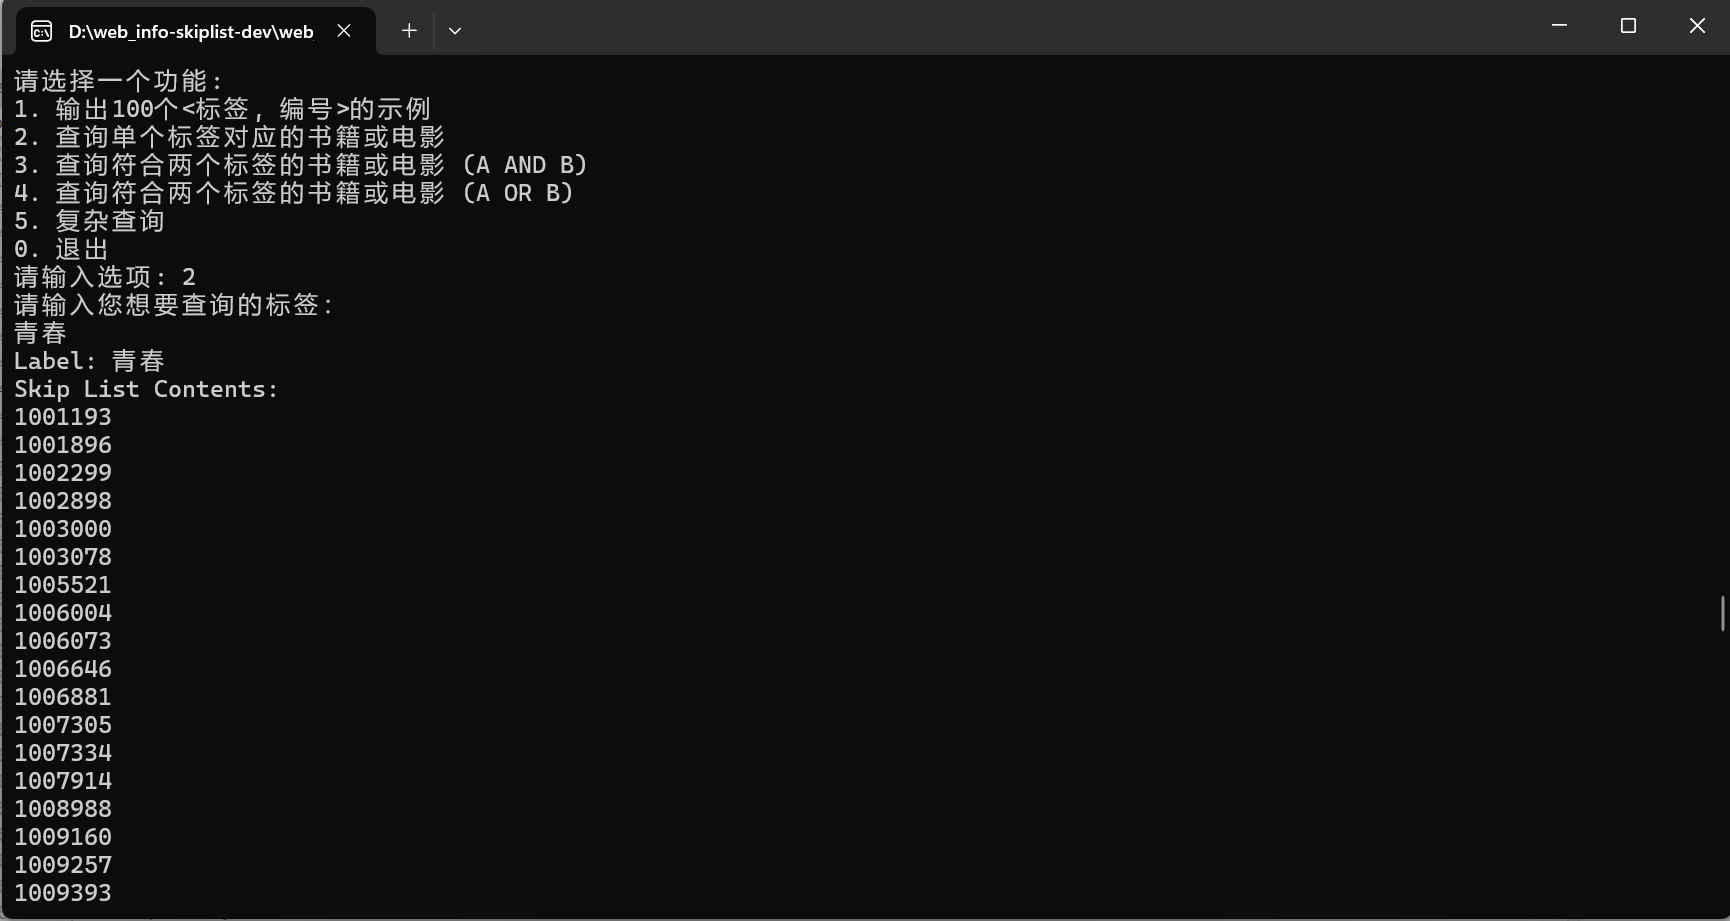 D:\web_info-skiplist-dev\web
请选择一个功能:
1. 输出100个<标签, 编号>的示例
2. 查询单个标签对应的书籍或电影
3. 查询符合两个标签的书籍或电影 (A AND B)
4. 查询符合两个标签的书籍或电影 (A OR B)
5. 复杂查询
0. 退出
请输入选项: 2
请输入您想要查询的标签:
青春
Label: 青春
Skip List Contents:
1001193
1001896
1002299
1002898
1003000
1003078
1005521
1006004
1006073
1006646
1006881
1007305
1007334
1007914
1008988
1009160
1009257
1009393